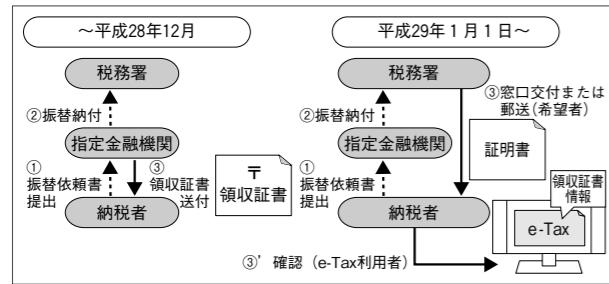 ～平成28年12月
税務署
②振替納付
指定金融機関
①
振替依頼書
提出
③
領収証書
送付
納税者
〒
領収証書
平成29年１月１日～
税務署
②振替納付
指定金融機関
①
振替依頼書
提出
納税者
③窓口交付または
郵送(希望者)
証明書
領収証書
情報
e-Tax
③’確認（e-Tax利用者）